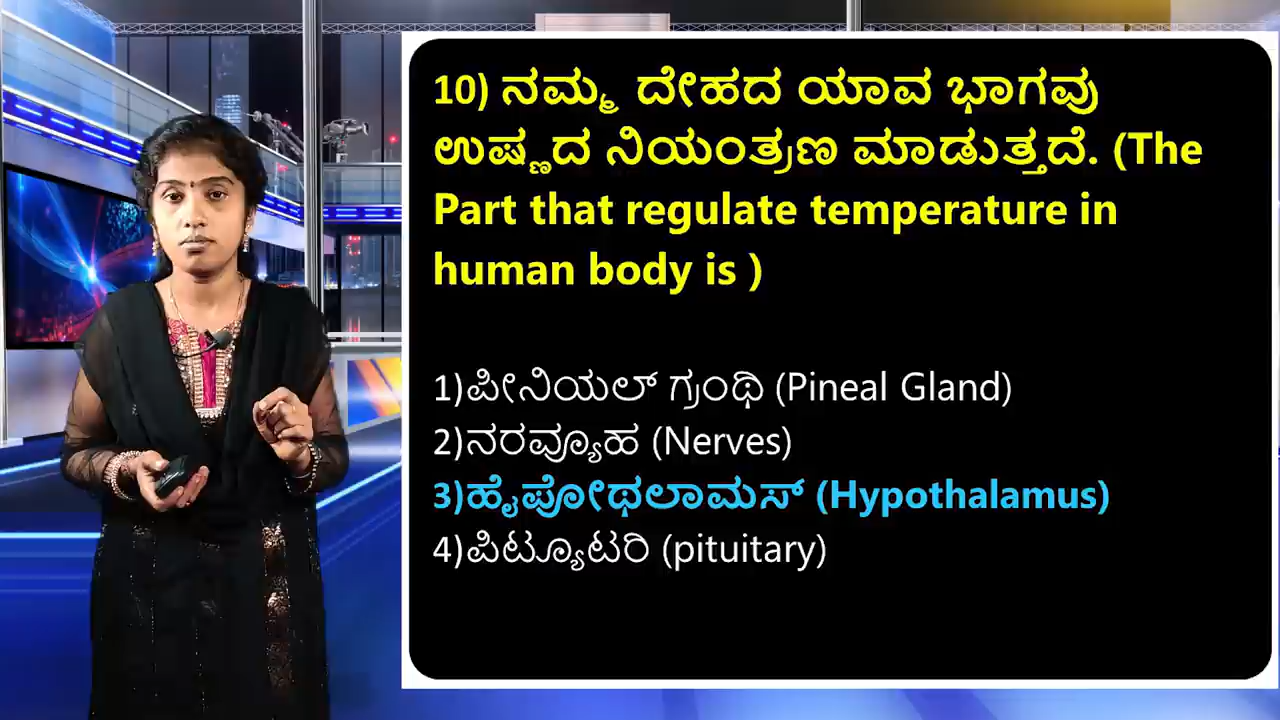 10) ನಮ್ಮ ದೇಹದ ಯಾವ ಭಾಗವು
ಉಷ್ಣದ ನಿಯಂತ್ರಣ ಮಾಡುತ್ತದೆ. (The
Part that regulate temperature in
human body is )
1)ಪೀನಿಯಲ್ ಗ್ರಂಥಿ (Pineal Gland)
2)ನರವ್ಯೂಹ (Nerves)
3)ಹೈಪೋಥಲಾಮಸ್ (Hypothalamus)
4)ಪಿಟ್ಯೂಟರಿ (pituitary)